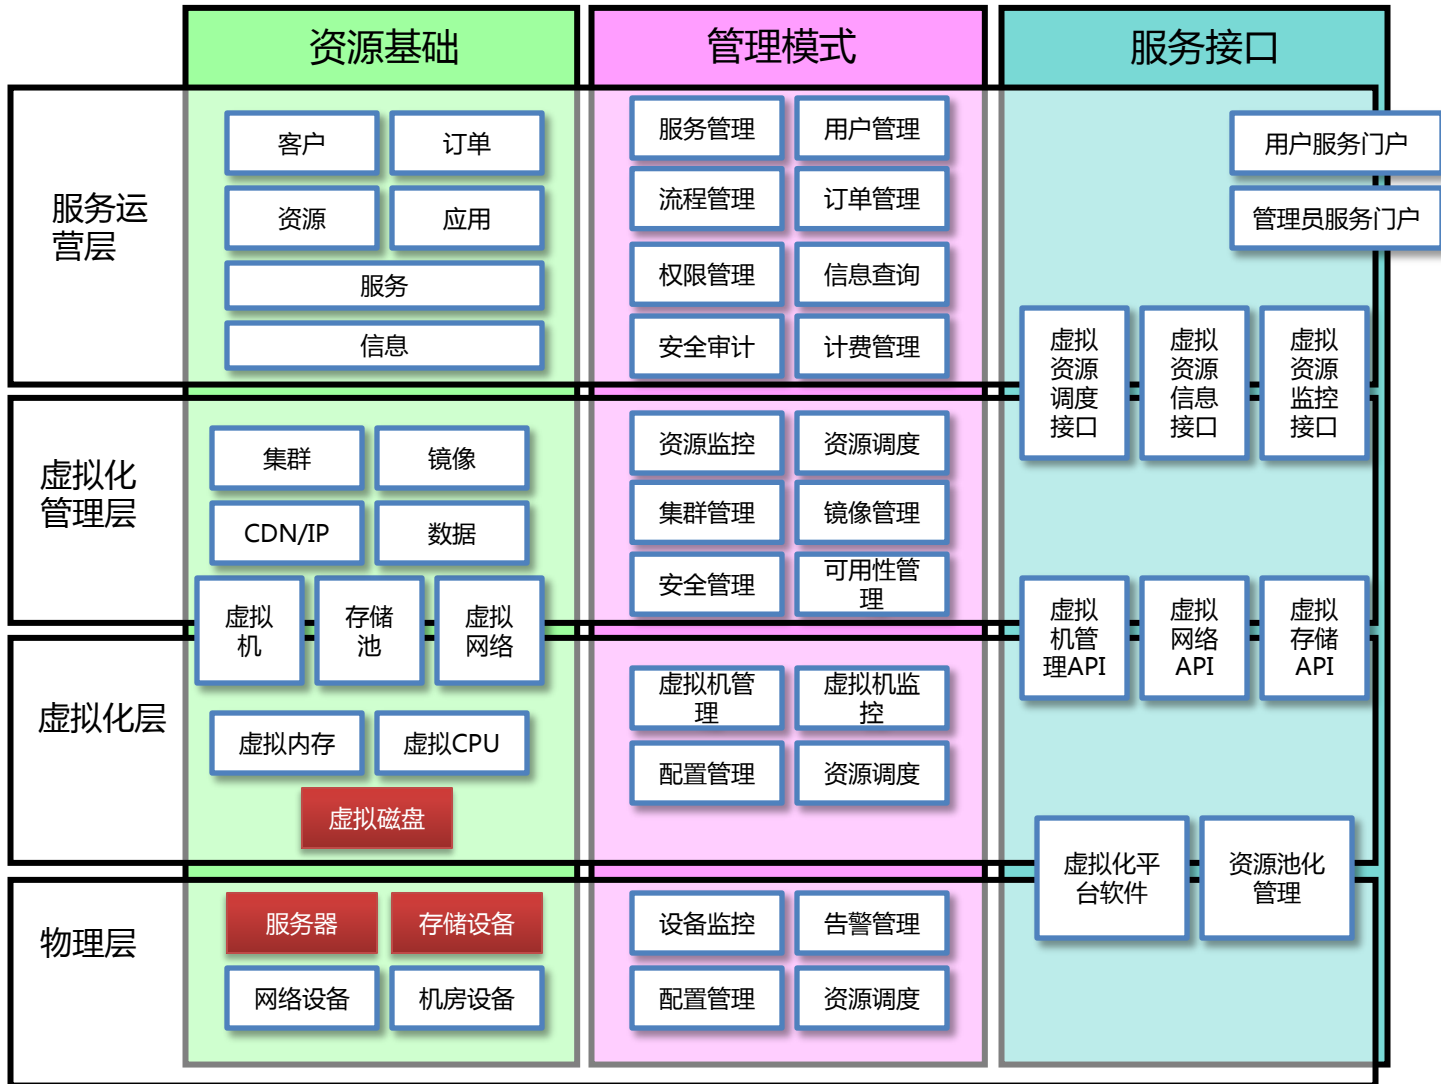 资源基础
管理模式
服务接口
服务运
营层
客户
订单
资源
应用
服务
信息
服务管理
用户管理
流程管理
订单管理
权限管理
信息查询
安全审计
计费管理
用户服务门户
管理员服务门户
虚拟
资源
调度
接口
虚拟
资源
信息
接口
虚拟
资源
监控
接口
虚拟化
管理层
集群
镜像
CDN/IP
数据
虚拟
机
存储
池
虚拟
网络
资源监控
资源调度
集群管理
镜像管理
安全管理
可用性管
理
虚拟
机管
理API
虚拟
网络
API
虚拟
存储
API
虚拟化层
虚拟内存
虚拟CPU
虚拟磁盘
虚拟机管
理
虚拟机监
控
配置管理
资源调度
虚拟化平
台软件
资源池化
管理
物理层
服务器
存储设备
网络设备
机房设备
设备监控
告警管理
配置管理
资源调度